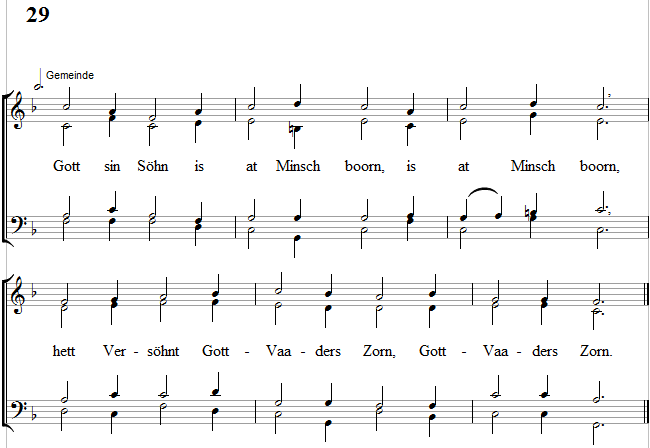 29
Gemeinde
Gott sin Söhn is at Minsch boorn, is at Minsch boorn,
hett Ver - söhnt Gott - Vaa - ders Zorn, Gott - Vaa - ders Zorn.